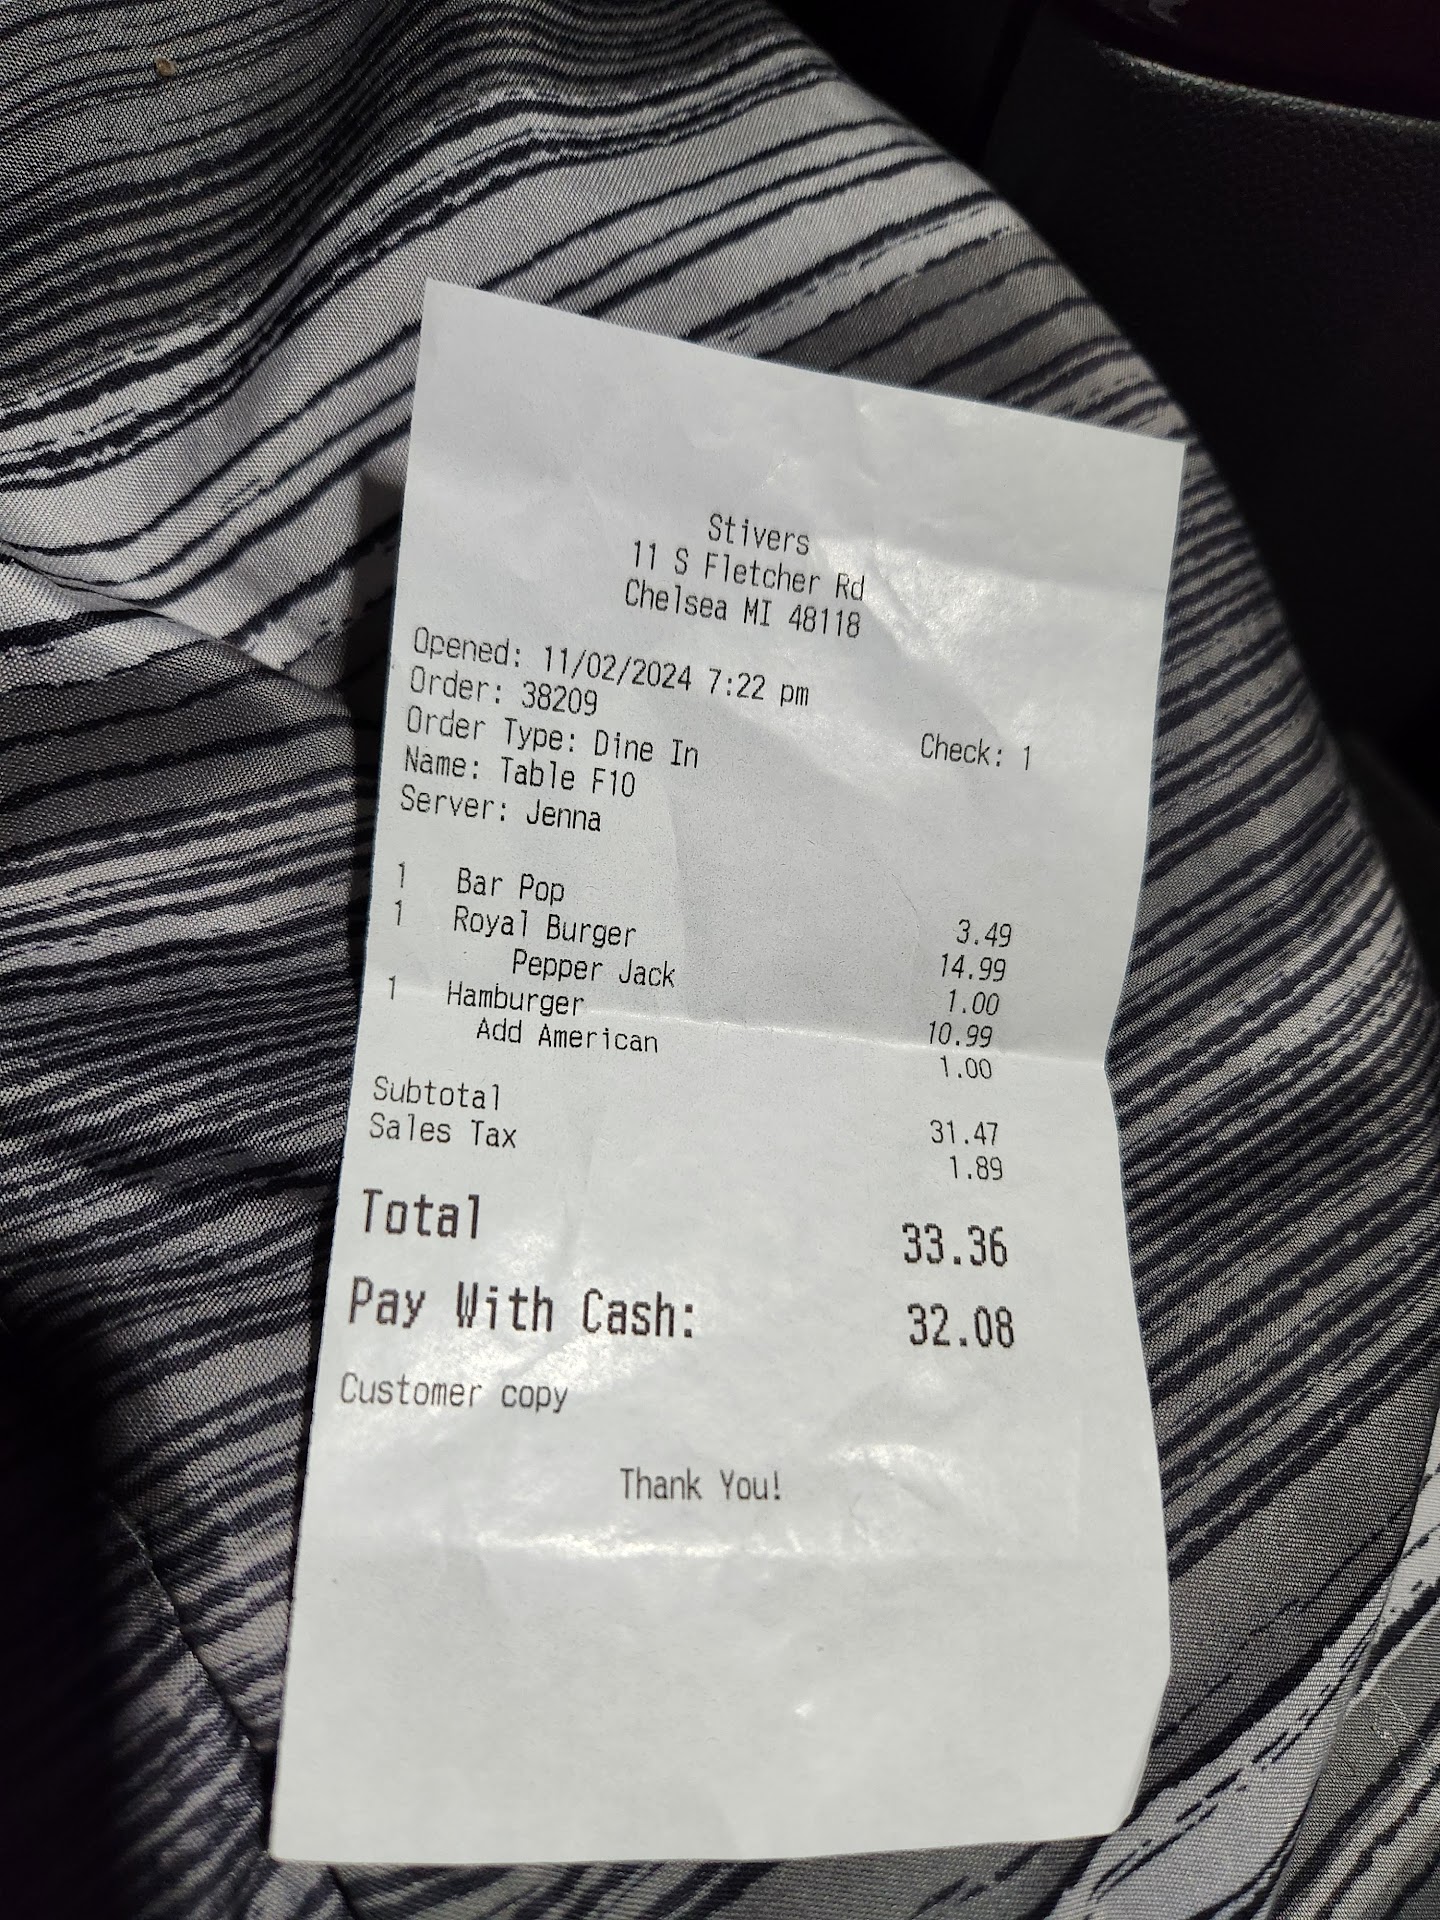 Stivers
11 S Fletcher Rd
Chelsea MI 48118
Opened: 11/02/2024 7:22 pm
Order: 38209
Order Type: Dine In Check: 1
Name: Table F10
Server: Jenna
1 Bar Pop 3.49
1 Royal Burger 14.99
Pepper Jack 1.00
1 Hamburger 10.99
Add American 1.00
Subtotal 31.47
Sales Tax 1.89
Total 33.36
Pay With Cash: 32.08
Customer copy
Thank You!